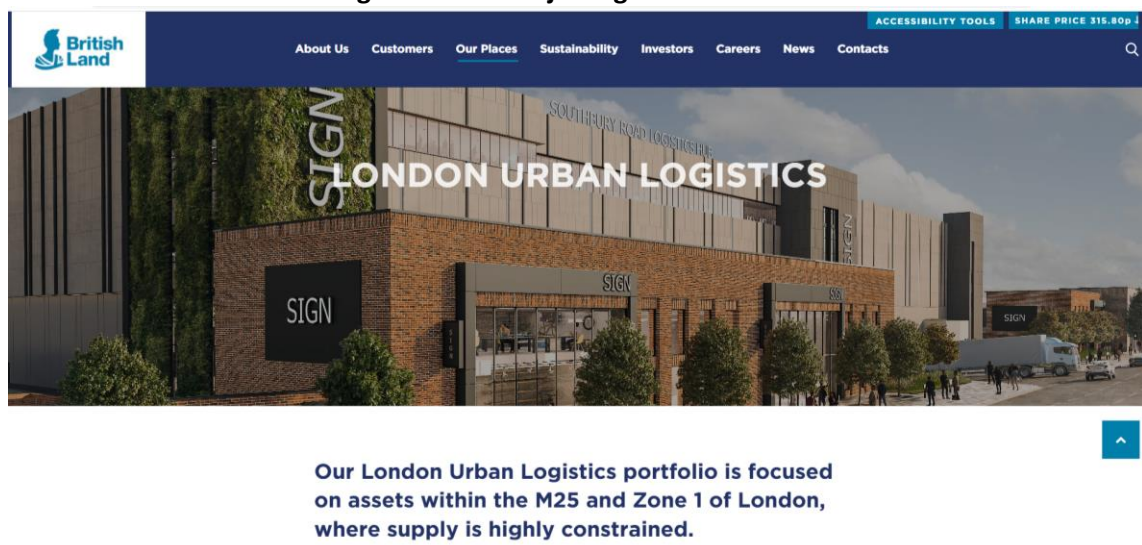 ACCESSIBILITY TOOLS SHARE PRICE 315.80p
British
Land
About Us Customers Our Places Sustainability Investors Careers News Contacts
SIGN
SOUTHBURY ROAD LOGISTICS HUB
LONDON URBAN LOGISTICS
SIGN
SIGN
SIGN
SIGN
SIGN
SIGN
Our London Urban Logistics portfolio is focused
on assets within the M25 and Zone 1 of London,
where supply is highly constrained.